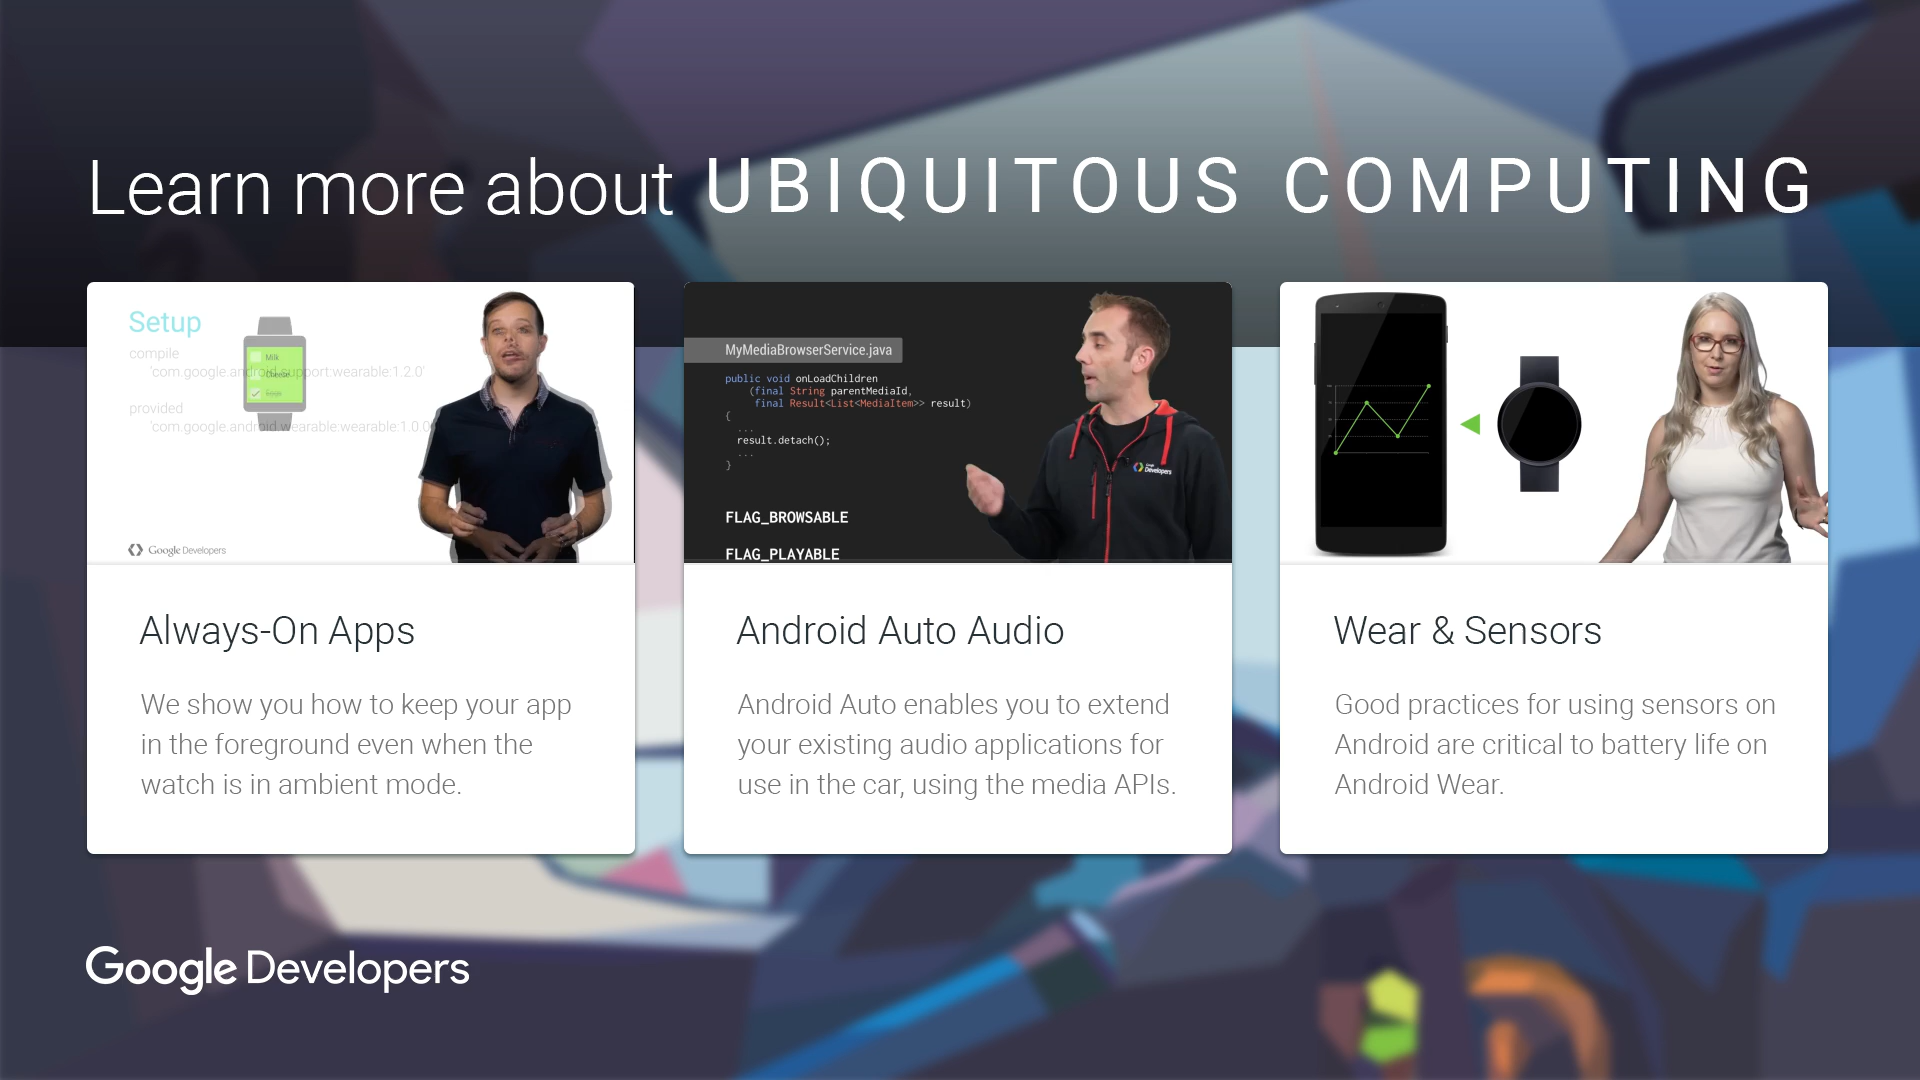 Learn more about UBIQUITOUS COMPUTING
Setup
compile
'com.google.android.support:wearable:1.2.0'
provided
'com.google.android.wearable:wearable:1.0.0
Milk
Cheese
Eggs
Google Developers
Always-On Apps
We show you how to keep your app
in the foreground even when the
watch is in ambient mode.
MyMediaBrowserService.java
public void onLoadChildren
(final String parentMediaId,
final Result<List<MediaItem>> result)
{
...
result.detach();
...
}
FLAG_BROWSABLE
FLAG_PLAYABLE
Google
Developers
Android Auto Audio
Android Auto enables you to extend
your existing audio applications for
use in the car, using the media APIs.
Wear & Sensors
Good practices for using sensors on
Android are critical to battery life on
Android Wear.
Google Developers